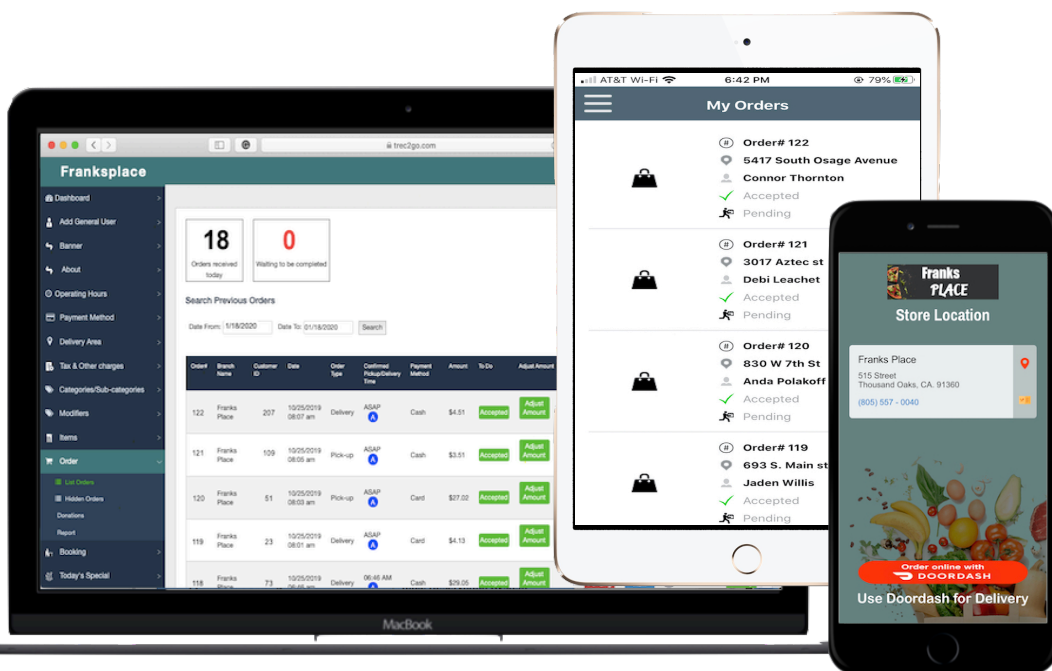 trec2go.com
Franksplace
Dashboard
Add General User
Banner
About
Operating Hours
Payment Method
Delivery Area
Tax & Other charges
Categories/Sub-categories
Modifiers
Items
Order
List Orders
Hidden Orders
Donations
Report
Booking
Today's Special
18
Orders received
today
0
Waiting to be completed
Search Previous Orders
Date From: 1/18/2020 Date To: 01/18/2020 Search
Order# Branch Name Customer ID Date Order Type Confirmed Pickup/Delivery Time Payment Method Amount To Do Adjust Amount
122 Franks Place 207 10/25/2019 08:07 am Delivery ASAP A Cash $4.51 Accepted Adjust Amount
121 Franks Place 109 10/25/2019 08:05 am Pick-up ASAP A Cash $3.51 Accepted Adjust Amount
120 Franks Place 51 10/25/2019 08:03 am Pick-up ASAP A Card $27.02 Accepted Adjust Amount
119 Franks Place 23 10/25/2019 08:01 am Delivery ASAP A Card $4.13 Accepted Adjust Amount
118 Franks Place 73 10/25/2019 Delivery 06:46 AM Cash $29.05 Accepted Adjust Amount
MacBook
AT&T Wi-Fi 6:42 PM 79%
My Orders
# Order# 122
5417 South Osage Avenue
Connor Thornton
Accepted
Pending
# Order# 121
3017 Aztec st
Debi Leachet
Accepted
Pending
# Order# 120
830 W 7th St
Anda Polakoff
Accepted
Pending
# Order# 119
693 S. Main st
Jaden Willis
Accepted
Pending
Franks
PLACE
Store Location
Franks Place
515 Street
Thousand Oaks, CA. 91360
(805) 557 - 0040
Order online with
DOORDASH
Use Doordash for Delivery